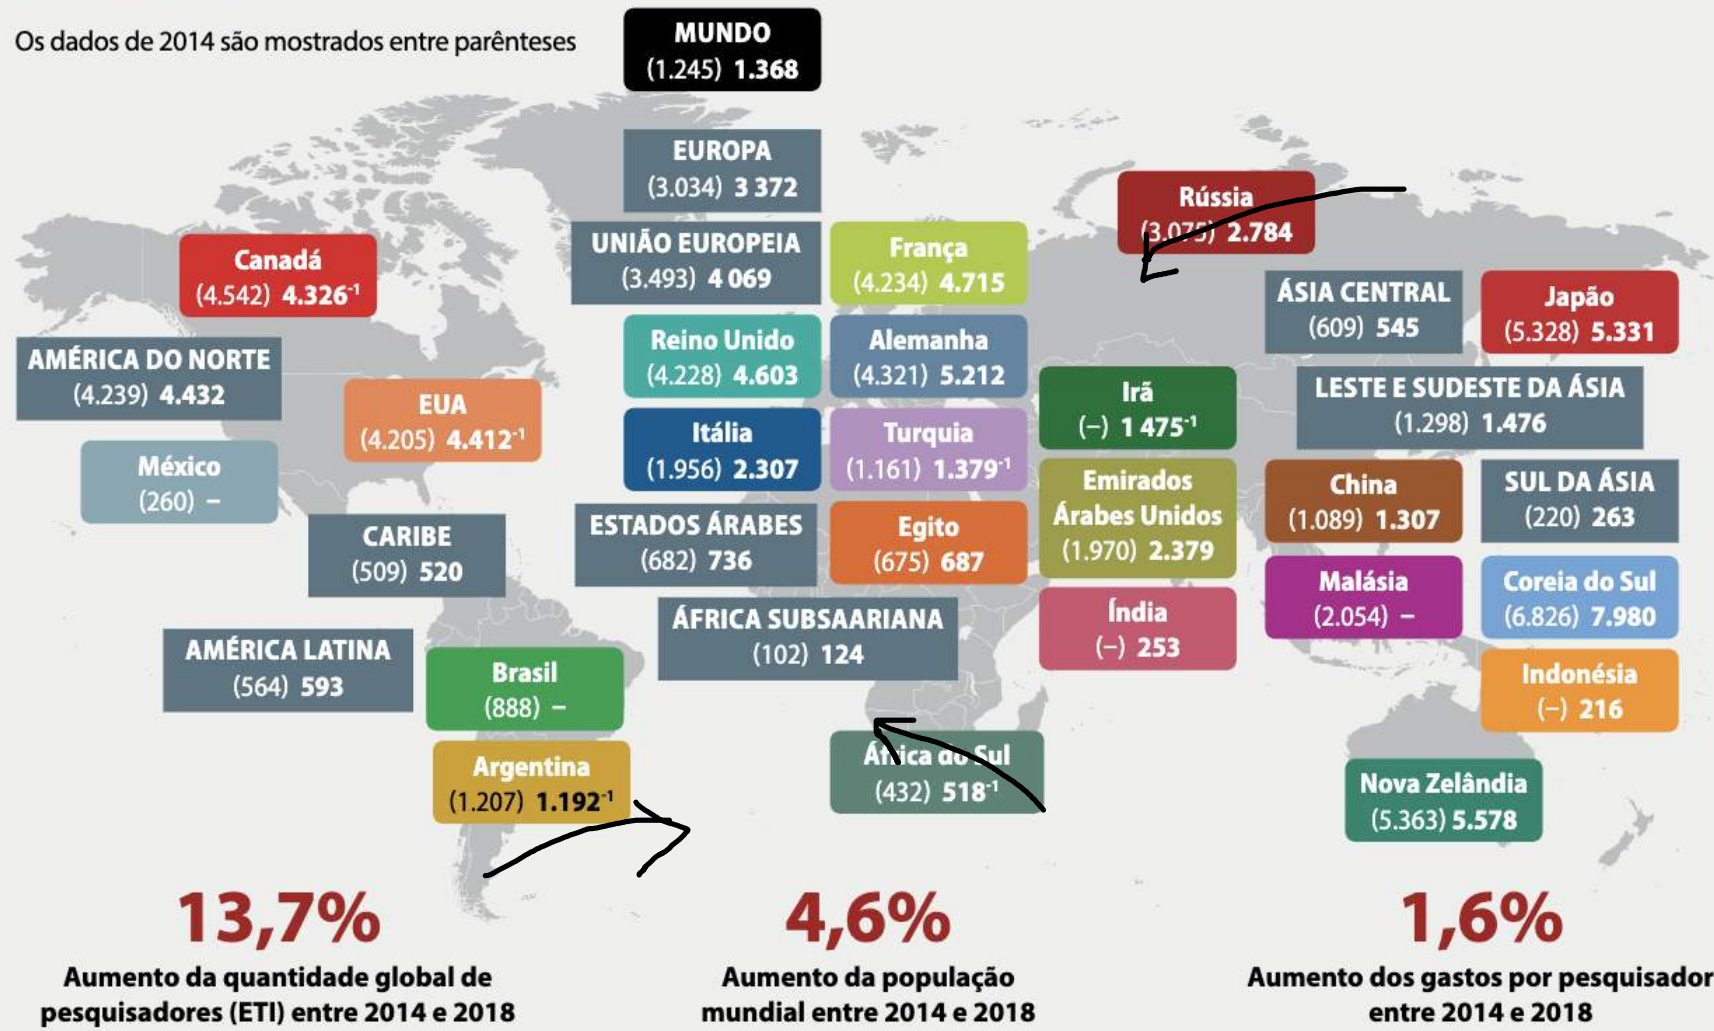 Os dados de 2014 são mostrados entre parênteses
MUNDO
(1.245) 1.368
EUROPA
(3.034) 3 372
Rússia
(3.075) 2.784
UNIÃO EUROPEIA
(3.493) 4 069
França
(4.234) 4.715
Canadá
(4.542) 4.326-1
ÁSIA CENTRAL
(609) 545
Japão
(5.328) 5.331
Reino Unido
(4.228) 4.603
Alemanha
(4.321) 5.212
AMÉRICA DO NORTE
(4.239) 4.432
EUA
(4.205) 4.412-1
Irã
(–) 1 475-1
LESTE E SUDESTE DA ÁSIA
(1.298) 1.476
Itália
(1.956) 2.307
Turquia
(1.161) 1.379-1
México
(260) –
Emirados
Árabes Unidos
(1.970) 2.379
China
(1.089) 1.307
SUL DA ÁSIA
(220) 263
CARIBE
(509) 520
ESTADOS ÁRABES
(682) 736
Egito
(675) 687
Malásia
(2.054) –
Coreia do Sul
(6.826) 7.980
Índia
(–) 253
ÁFRICA SUBSAARIANA
(102) 124
AMÉRICA LATINA
(564) 593
Brasil
(888) –
Indonésia
(–) 216
África do Sul
(432) 518-1
Argentina
(1.207) 1.192-1
Nova Zelândia
(5.363) 5.578
13,7%
Aumento da quantidade global de
pesquisadores (ETI) entre 2014 e 2018
4,6%
Aumento da população
mundial entre 2014 e 2018
1,6%
Aumento dos gastos por pesquisador
entre 2014 e 2018